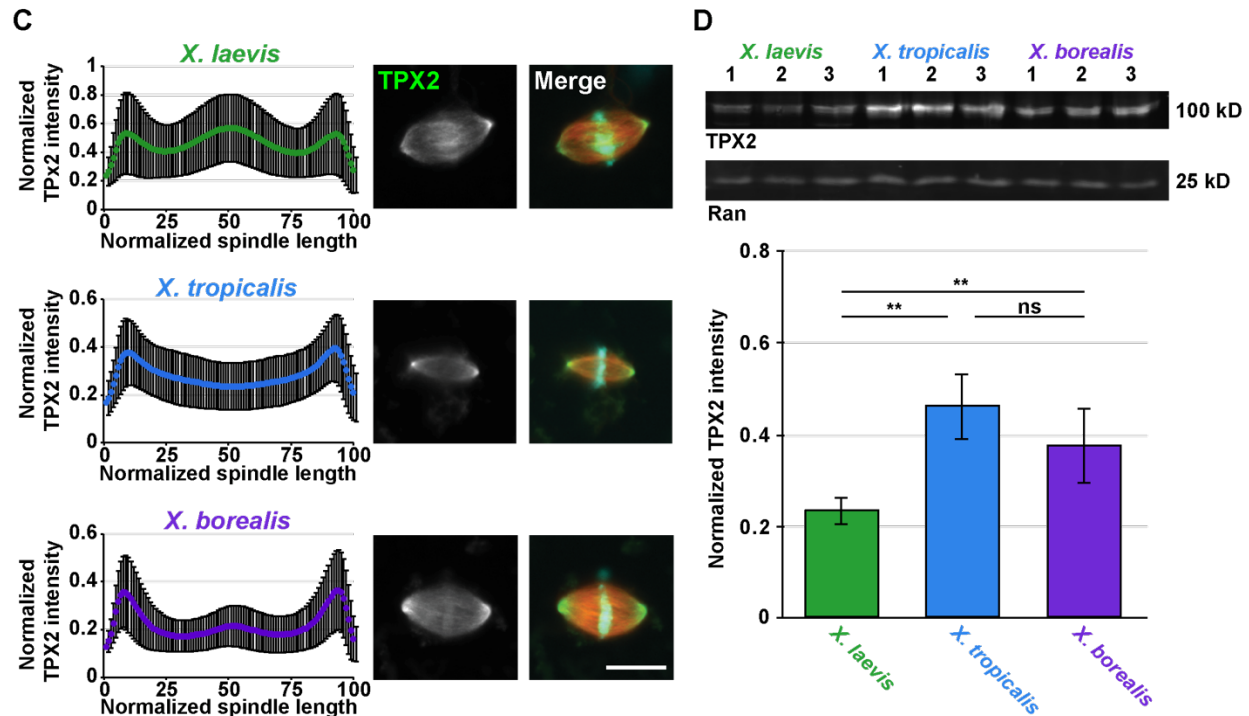 C
X. laevis
Normalized
TPx2 intensity
1
0.8
0.6
0.4
0.2
0
0 25 50 75 100
Normalized spindle length
TPX2
Merge
X. tropicalis
Normalized
TPX2 intensity
0.6
0.4
0.2
0
0 25 50 75 100
Normalized spindle length
X. borealis
Normalized
TPX2 intensity
0.6
0.4
0.2
0
0 25 50 75 100
Normalized spindle length
D
X. laevis X. tropicalis X. borealis
1 2 3 1 2 3 1 2 3
100 kD
TPX2
25 kD
Ran
Normalized TPX2 intensity
0.8
0.6
0.4
0.2
0
**
** ns
X. laevis
X. tropicalis
X. borealis